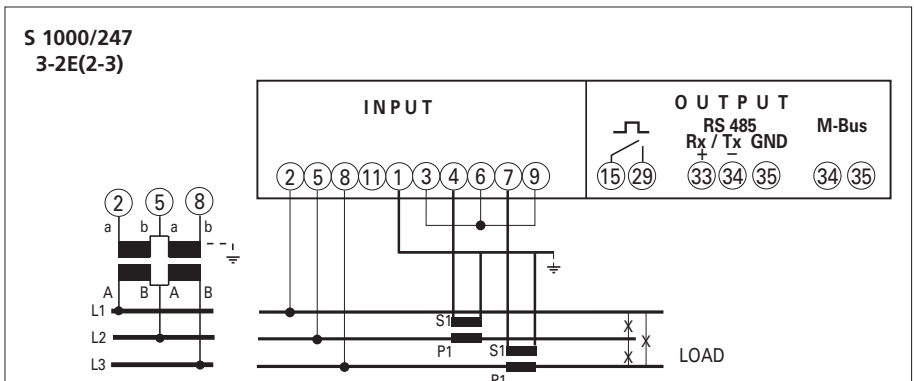 S 1000/247
3-2E(2-3)
INPUT
OUTPUT
RS 485
Rx / Tx GND
+ −
M-Bus
2 5 8 11 1 3 4 6 7 9
15 29 33 34 35 34 35
2 5 8
a b a b
A B A B
L1
L2
L3
S1
P1
S1
P1
X
X
X
LOAD